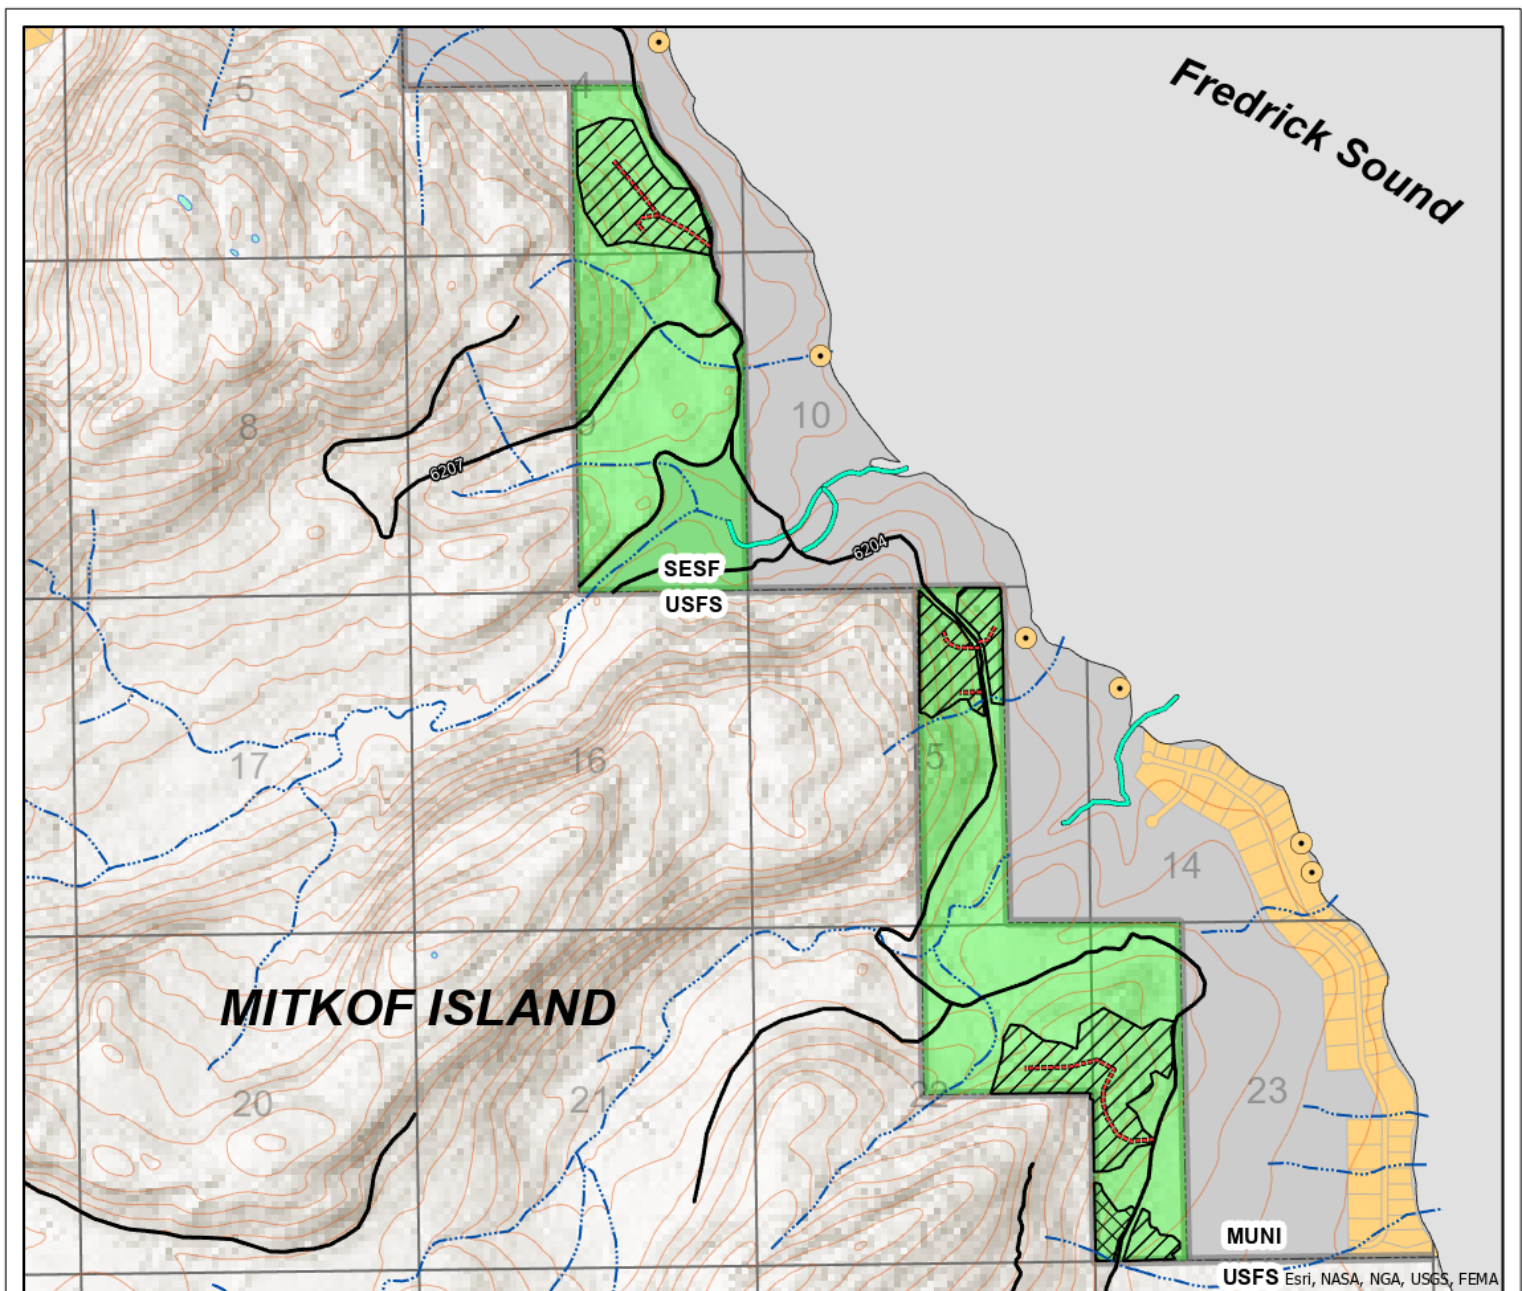 Fredrick Sound
5
4
8
9
10
6207
6204
SESF
USFS
17
16
15
14
MITKOF ISLAND
20
21
22
23
MUNI
USFS
Esri, NASA, NGA, USGS, FEMA